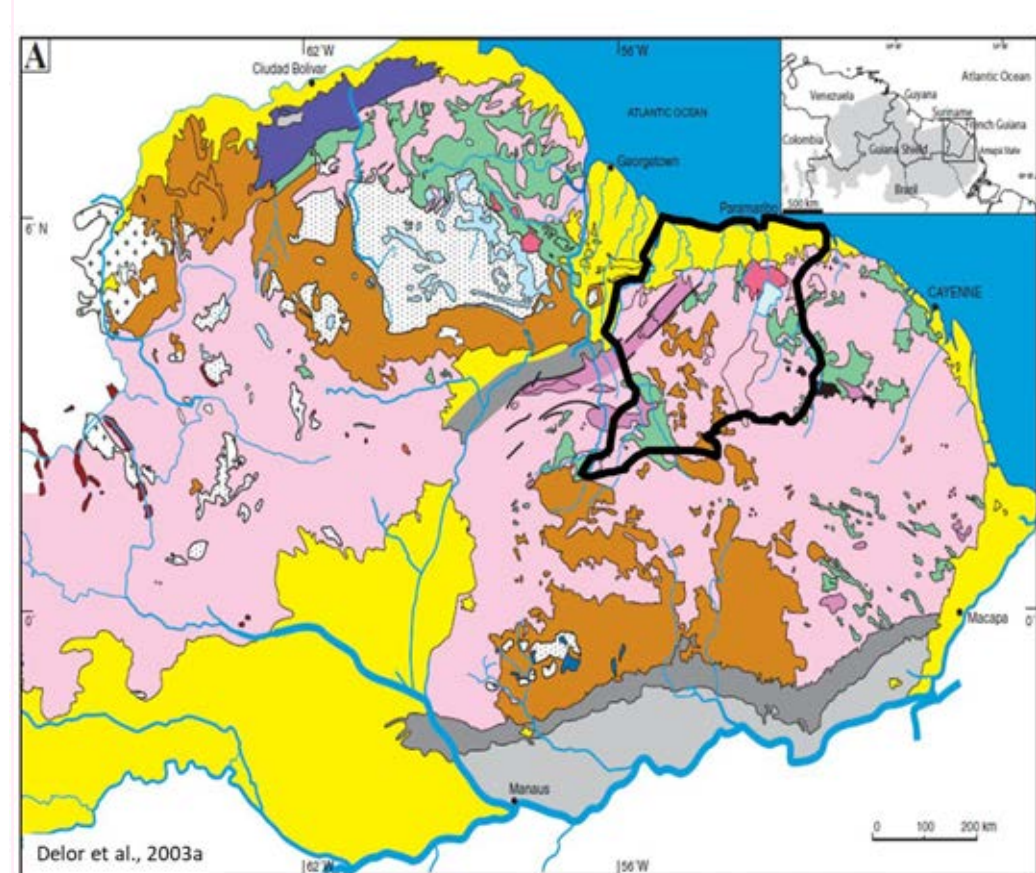 A
62°W
56°W
Ciudad Bolivar
ATLANTIC OCEAN
Georgetown
Paramaribo
6° N
CAYENNE
Atlantic Ocean
Venezuela
Guyana
Suriname
French Guiana
Colombia
Guiana Shield
Amapá State
Brazil
500 km
0°
Macapa
Manaus
0 100 200 km
Delor et al., 2003a
62°W
56°W